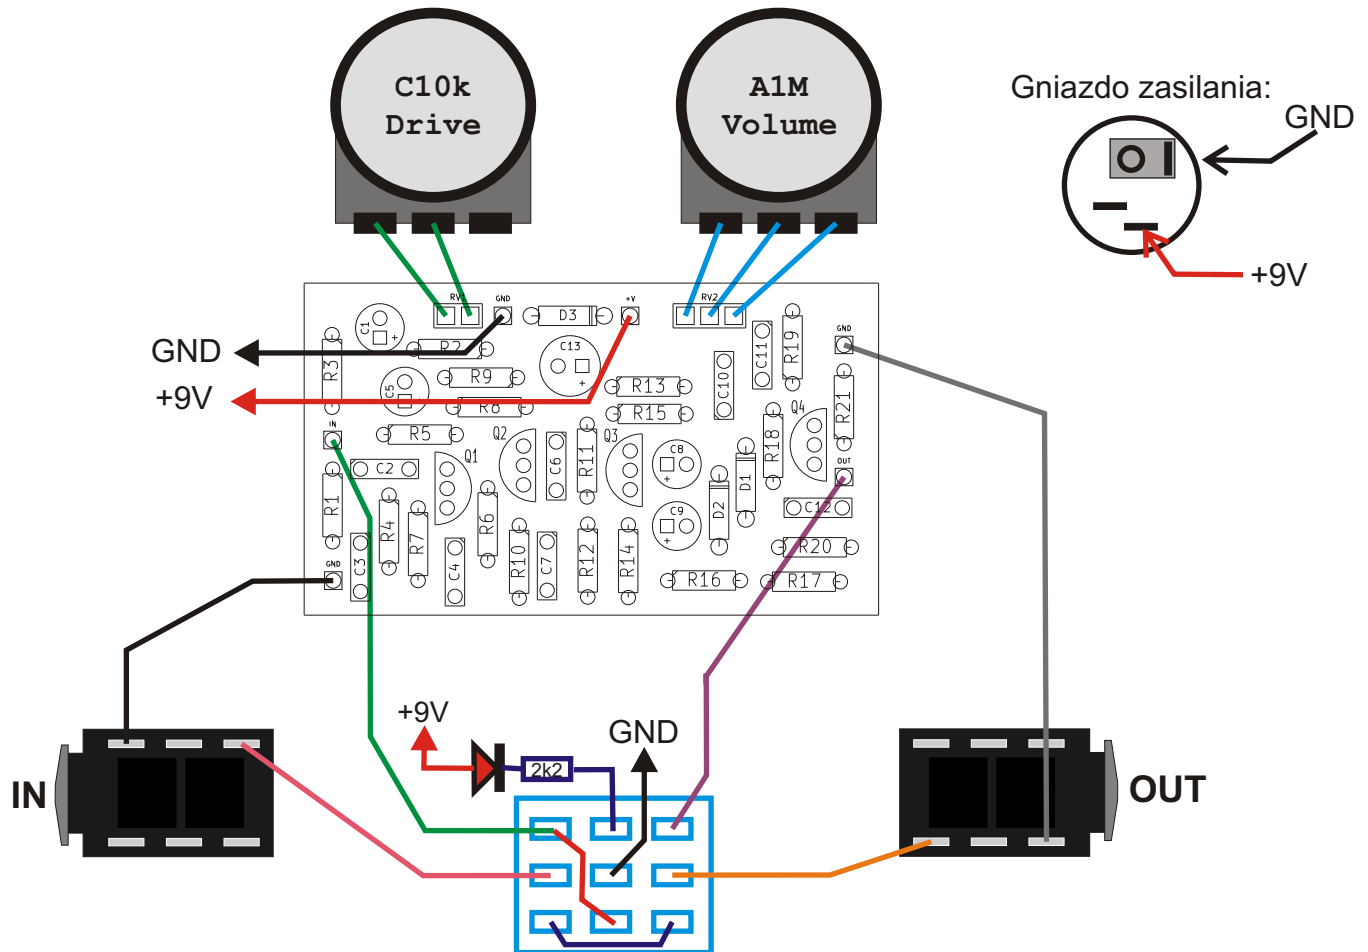 C10k
Drive
A1M
Volume
Gniazdo zasilania:
GND
+9V
RV1
GND
D3
+V
RV2
C1
+
R2
C13
+
C11
R19
GND
GND
R3
+9V
R9
C5
+
R8
R13
R15
C10
R21
Q4
IN
R5
Q2
Q3
R18
C2
Q1
C6
R11
C8
+
D1
OUT
R1
R4
R7
R6
D2
C12
C9
+
R10
C7
R12
R14
R20
GND
C3
C4
R16
R17
+9V
GND
2k2
IN
OUT